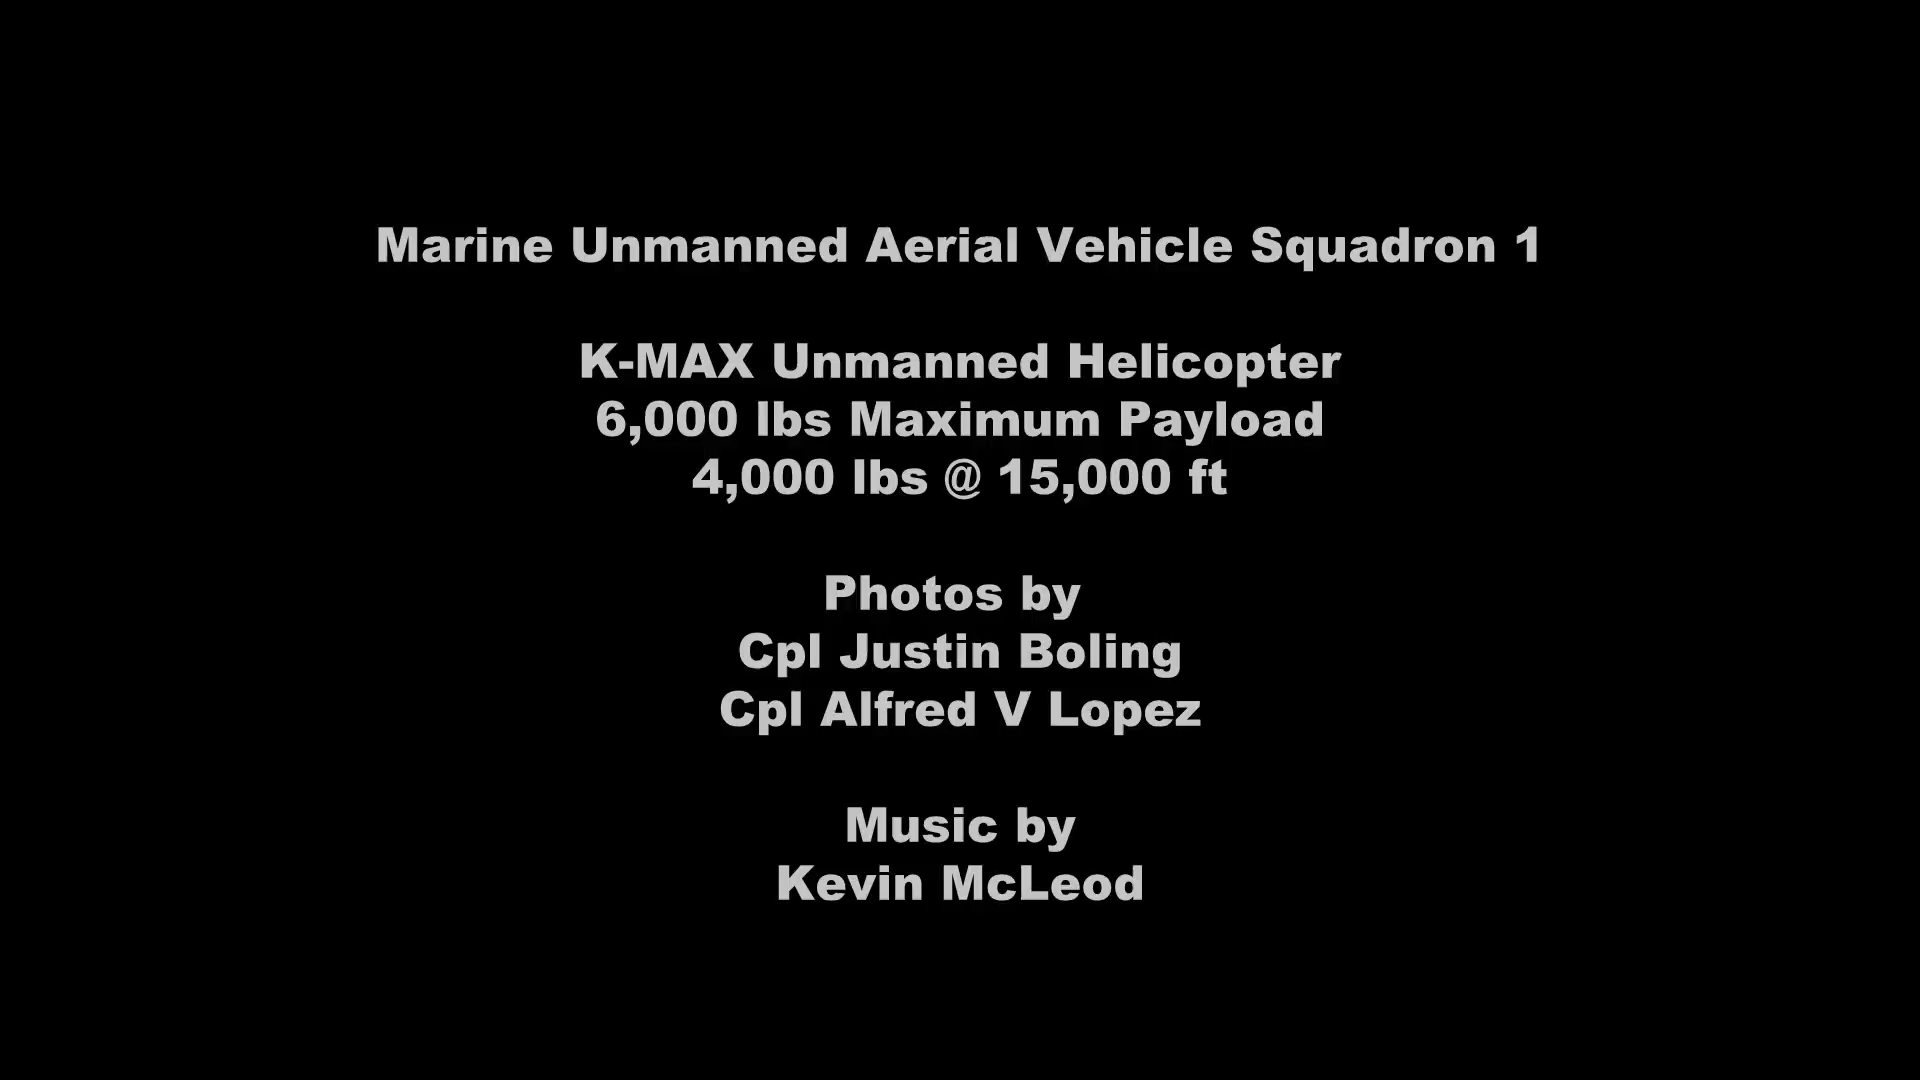 Marine Unmanned Aerial Vehicle Squadron 1
K-MAX Unmanned Helicopter
6,000 lbs Maximum Payload
4,000 lbs @ 15,000 ft
Photos by
Cpl Justin Boling
Cpl Alfred V Lopez
Music by
Kevin McLeod